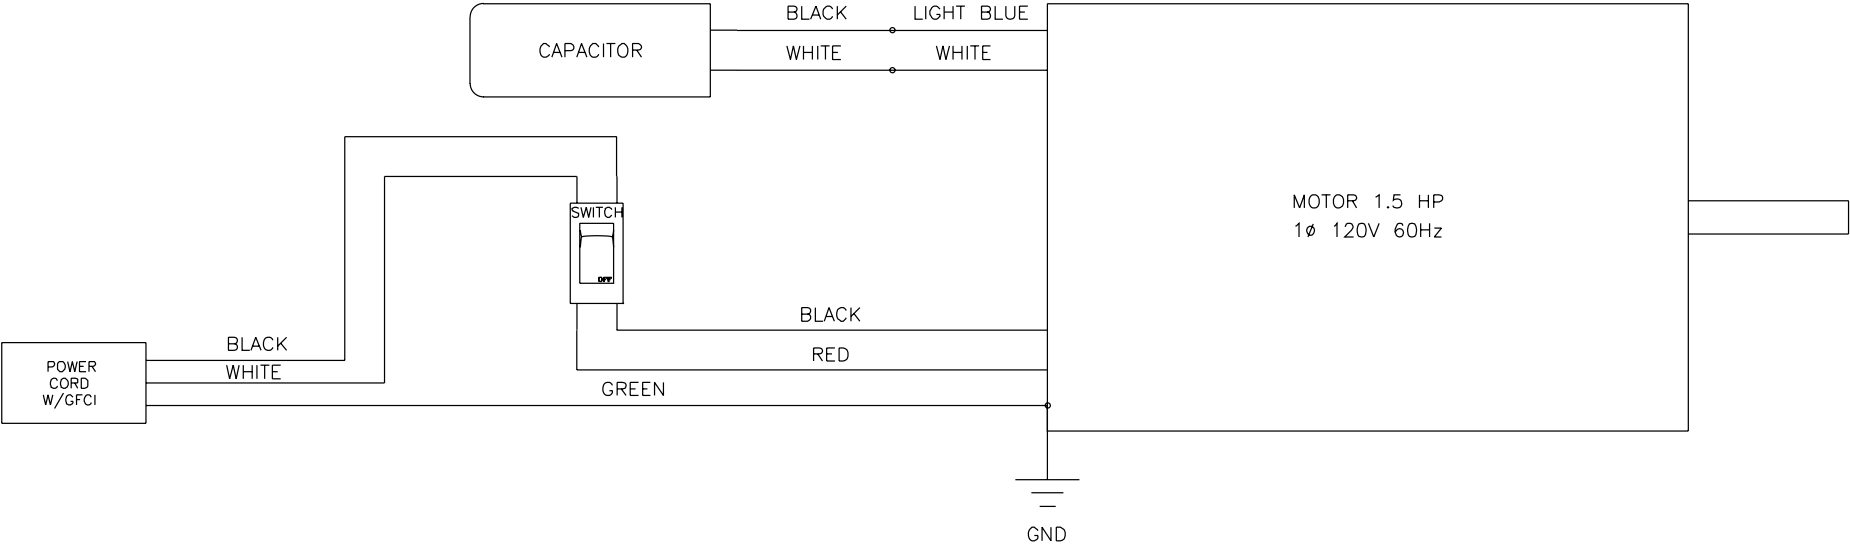 BLACK
LIGHT BLUE
CAPACITOR
WHITE
WHITE
MOTOR 1.5 HP
1ø 120V 60Hz
SWITCH
OFF
BLACK
RED
BLACK
WHITE
POWER
CORD
W/GFCI
GREEN
GND